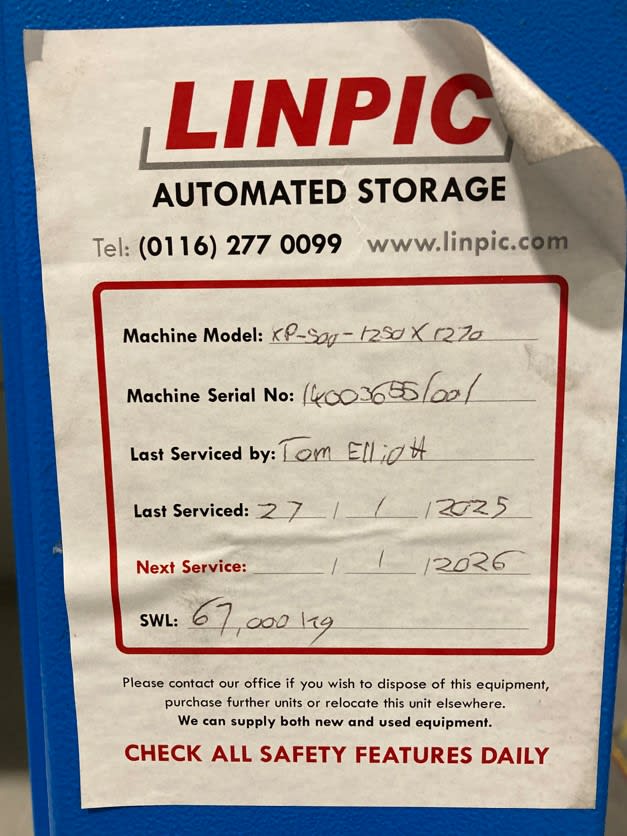 LINPIC
AUTOMATED STORAGE
Tel: (0116) 277 0099 www.linpic.com
Machine Model: XP-500-1250X1270
Machine Serial No: 14003655/001
Last Serviced by: Tom Elliott
Last Serviced: 27 / 1 / 2025
Next Service: / 1 / 2026
SWL: 67,000 kg
Please contact our office if you wish to dispose of this equipment,
purchase further units or relocate this unit elsewhere.
We can supply both new and used equipment.
CHECK ALL SAFETY FEATURES DAILY